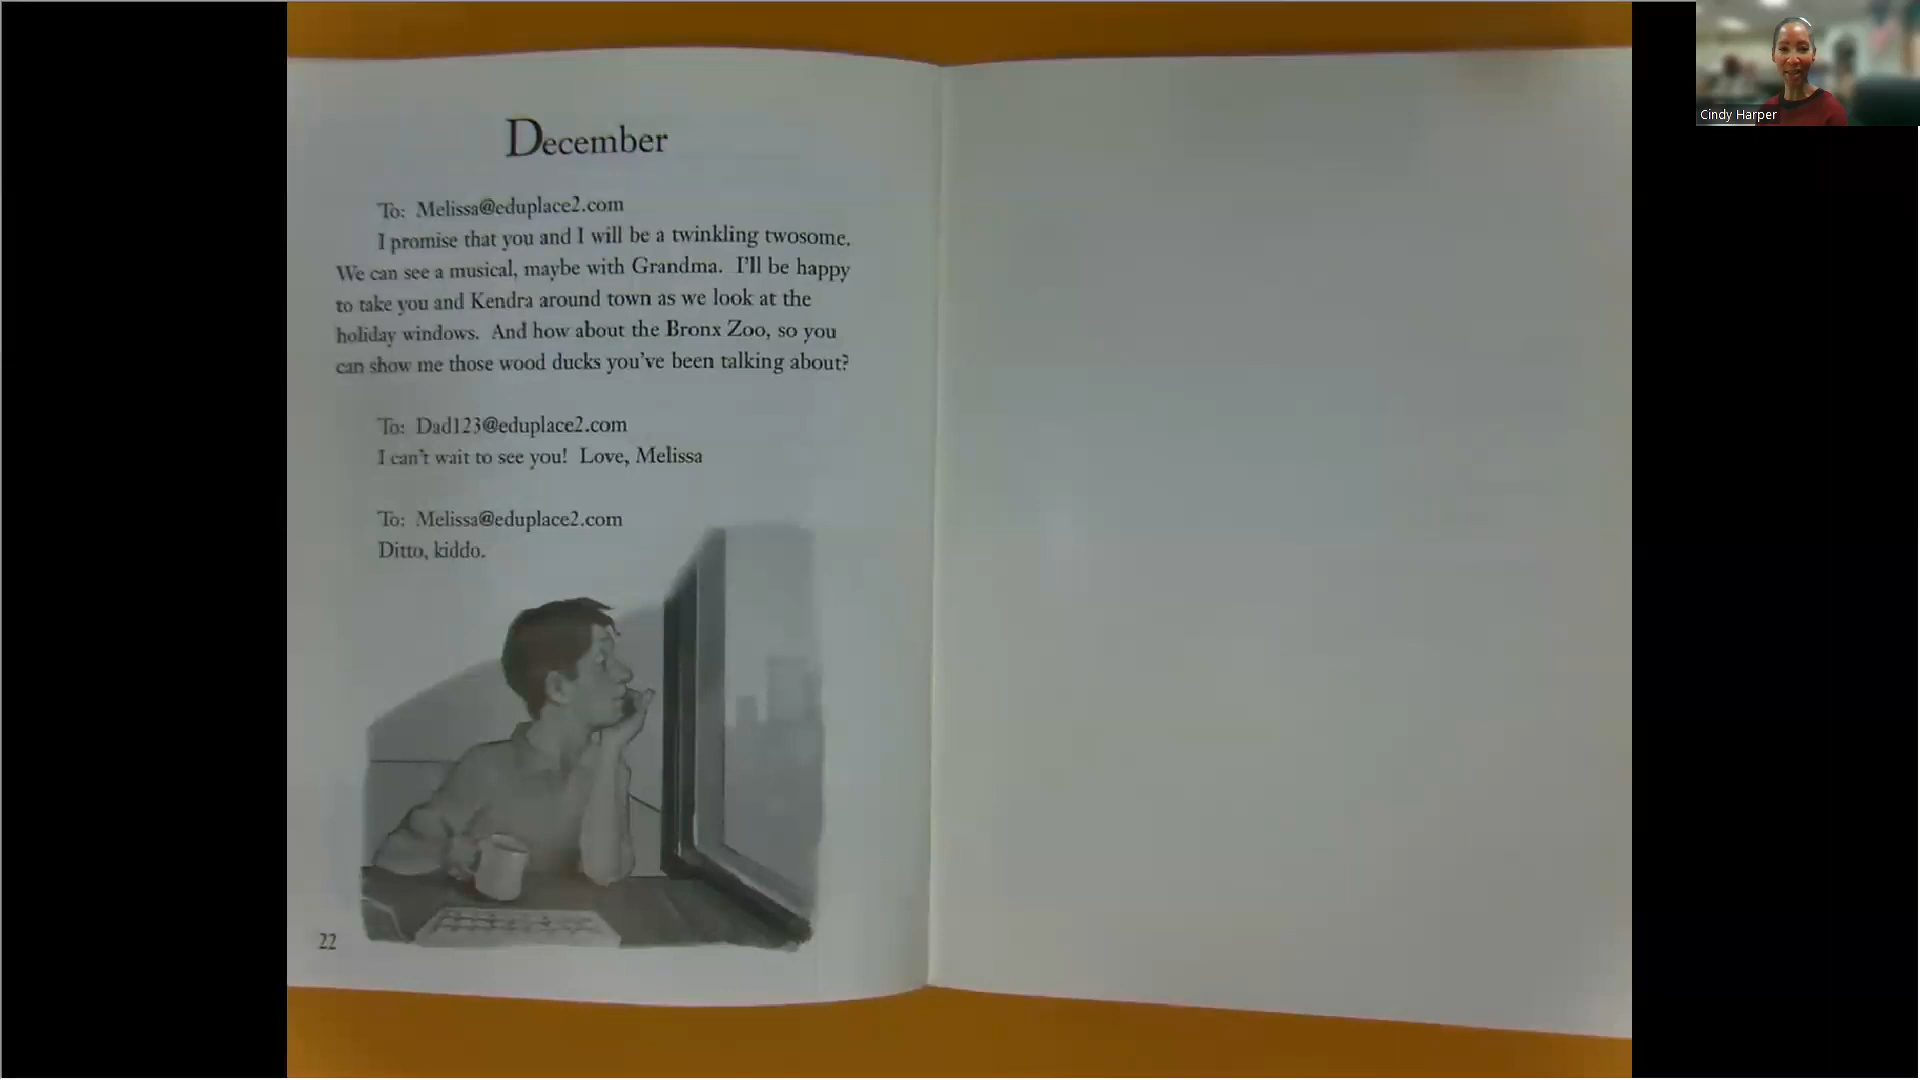 Cindy Harper
December
To: Melissa@eduplace2.com
I promise that you and I will be a twinkling twosome.
We can see a musical, maybe with Grandma. I'll be happy
to take you and Kendra around town as we look at the
holiday windows. And how about the Bronx Zoo, so you
can show me those wood ducks you've been talking about?
To: Dad123@eduplace2.com
I can't wait to see you! Love, Melissa
To: Melissa@eduplace2.com
Ditto, kiddo.
22